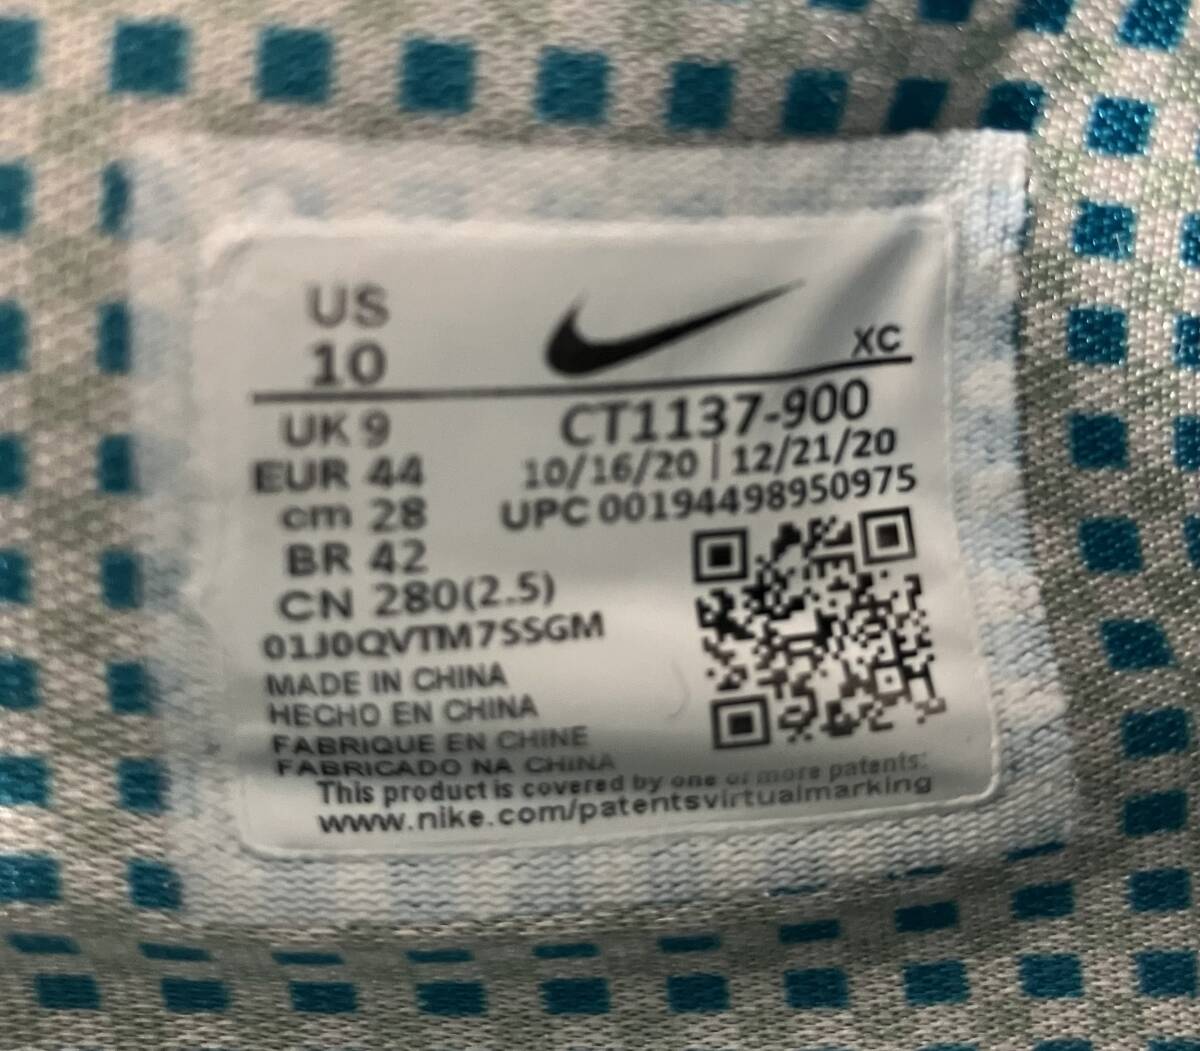 US
10
XC
UK 9
CT1137-900
EUR 44
10/16/20 | 12/21/20
cm 28
UPC 00194498950975
BR 42
CN 280(2.5)
01J0QVTM7SSGM
MADE IN CHINA
HECHO EN CHINA
FABRIQUE EN CHINE
FABRICADO NA CHINA
This product is covered by one or more patents:
www.nike.com/patentsvirtualmarking